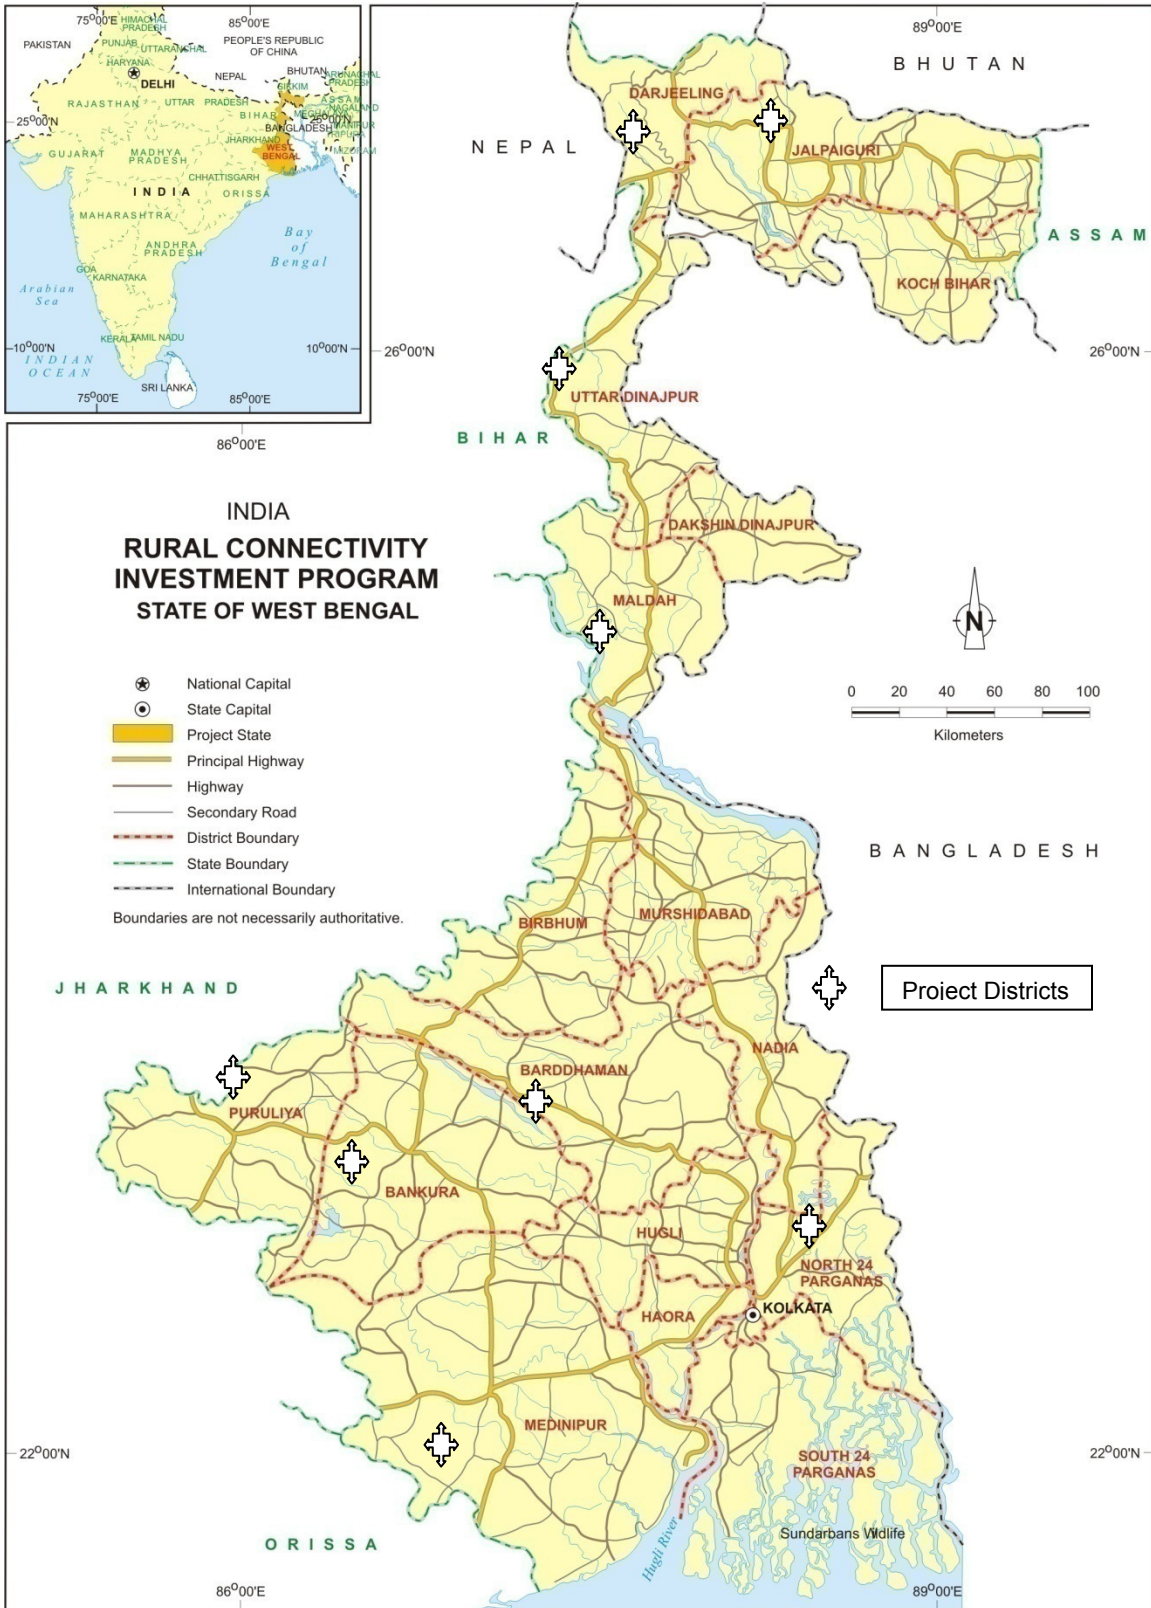 75°00'E
85°00'E
HIMACHAL
PRADESH
PAKISTAN
PUNJAB
UTTARANCHAL
PEOPLE'S REPUBLIC
OF CHINA
HARYANA
DELHI
NEPAL
BHUTAN
SIKKIM
ARUNACHAL
PRADESH
RAJASTHAN
UTTAR PRADESH
ASSAM
NAGALAND
BIHAR
25°00'N
25°00'N
BANGLADESH
MANIPUR
GUJARAT
MADHYA
PRADESH
JHARKHAND
WEST
BENGAL
MIZORAM
CHHATTISGARH
INDIA
ORISSA
MAHARASHTRA
Bay
of
Bengal
ANDHRA
PRADESH
GOA
KARNATAKA
Arabian
Sea
KERALA
TAMIL NADU
10°00'N
10°00'N
INDIAN
OCEAN
SRI LANKA
75°00'E
85°00'E
89°00'E
BHUTAN
DARJEELING
NEPAL
JALPAIGURI
ASSAM
KOCH BIHAR
26°00'N
26°00'N
UTTAR DINAJPUR
BIHAR
86°00'E
INDIA
RURAL CONNECTIVITY
INVESTMENT PROGRAM
STATE OF WEST BENGAL
DAKSHIN DINAJPUR
MALDAH
N
National Capital
State Capital
Project State
Principal Highway
Highway
Secondary Road
District Boundary
State Boundary
International Boundary
Boundaries are not necessarily authoritative.
0 20 40 60 80 100
Kilometers
BANGLADESH
BIRBHUM
MURSHIDABAD
JHARKHAND
Project Districts
NADIA
BARDDHAMAN
PURULIYA
BANKURA
HUGLI
NORTH 24
PARGANAS
HAORA
KOLKATA
MEDINIPUR
22°00'N
22°00'N
SOUTH 24
PARGANAS
Sundarbans Wildlife
ORISSA
Hugli River
86°00'E
89°00'E